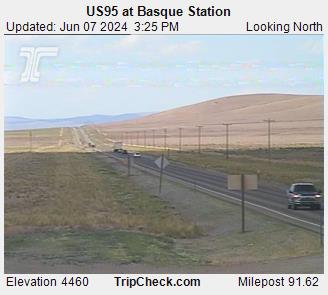 US95 at Basque Station
Updated: Jun 07 2024 3:25 PM Looking North
Elevation 4460 TripCheck.com Milepost 91.62